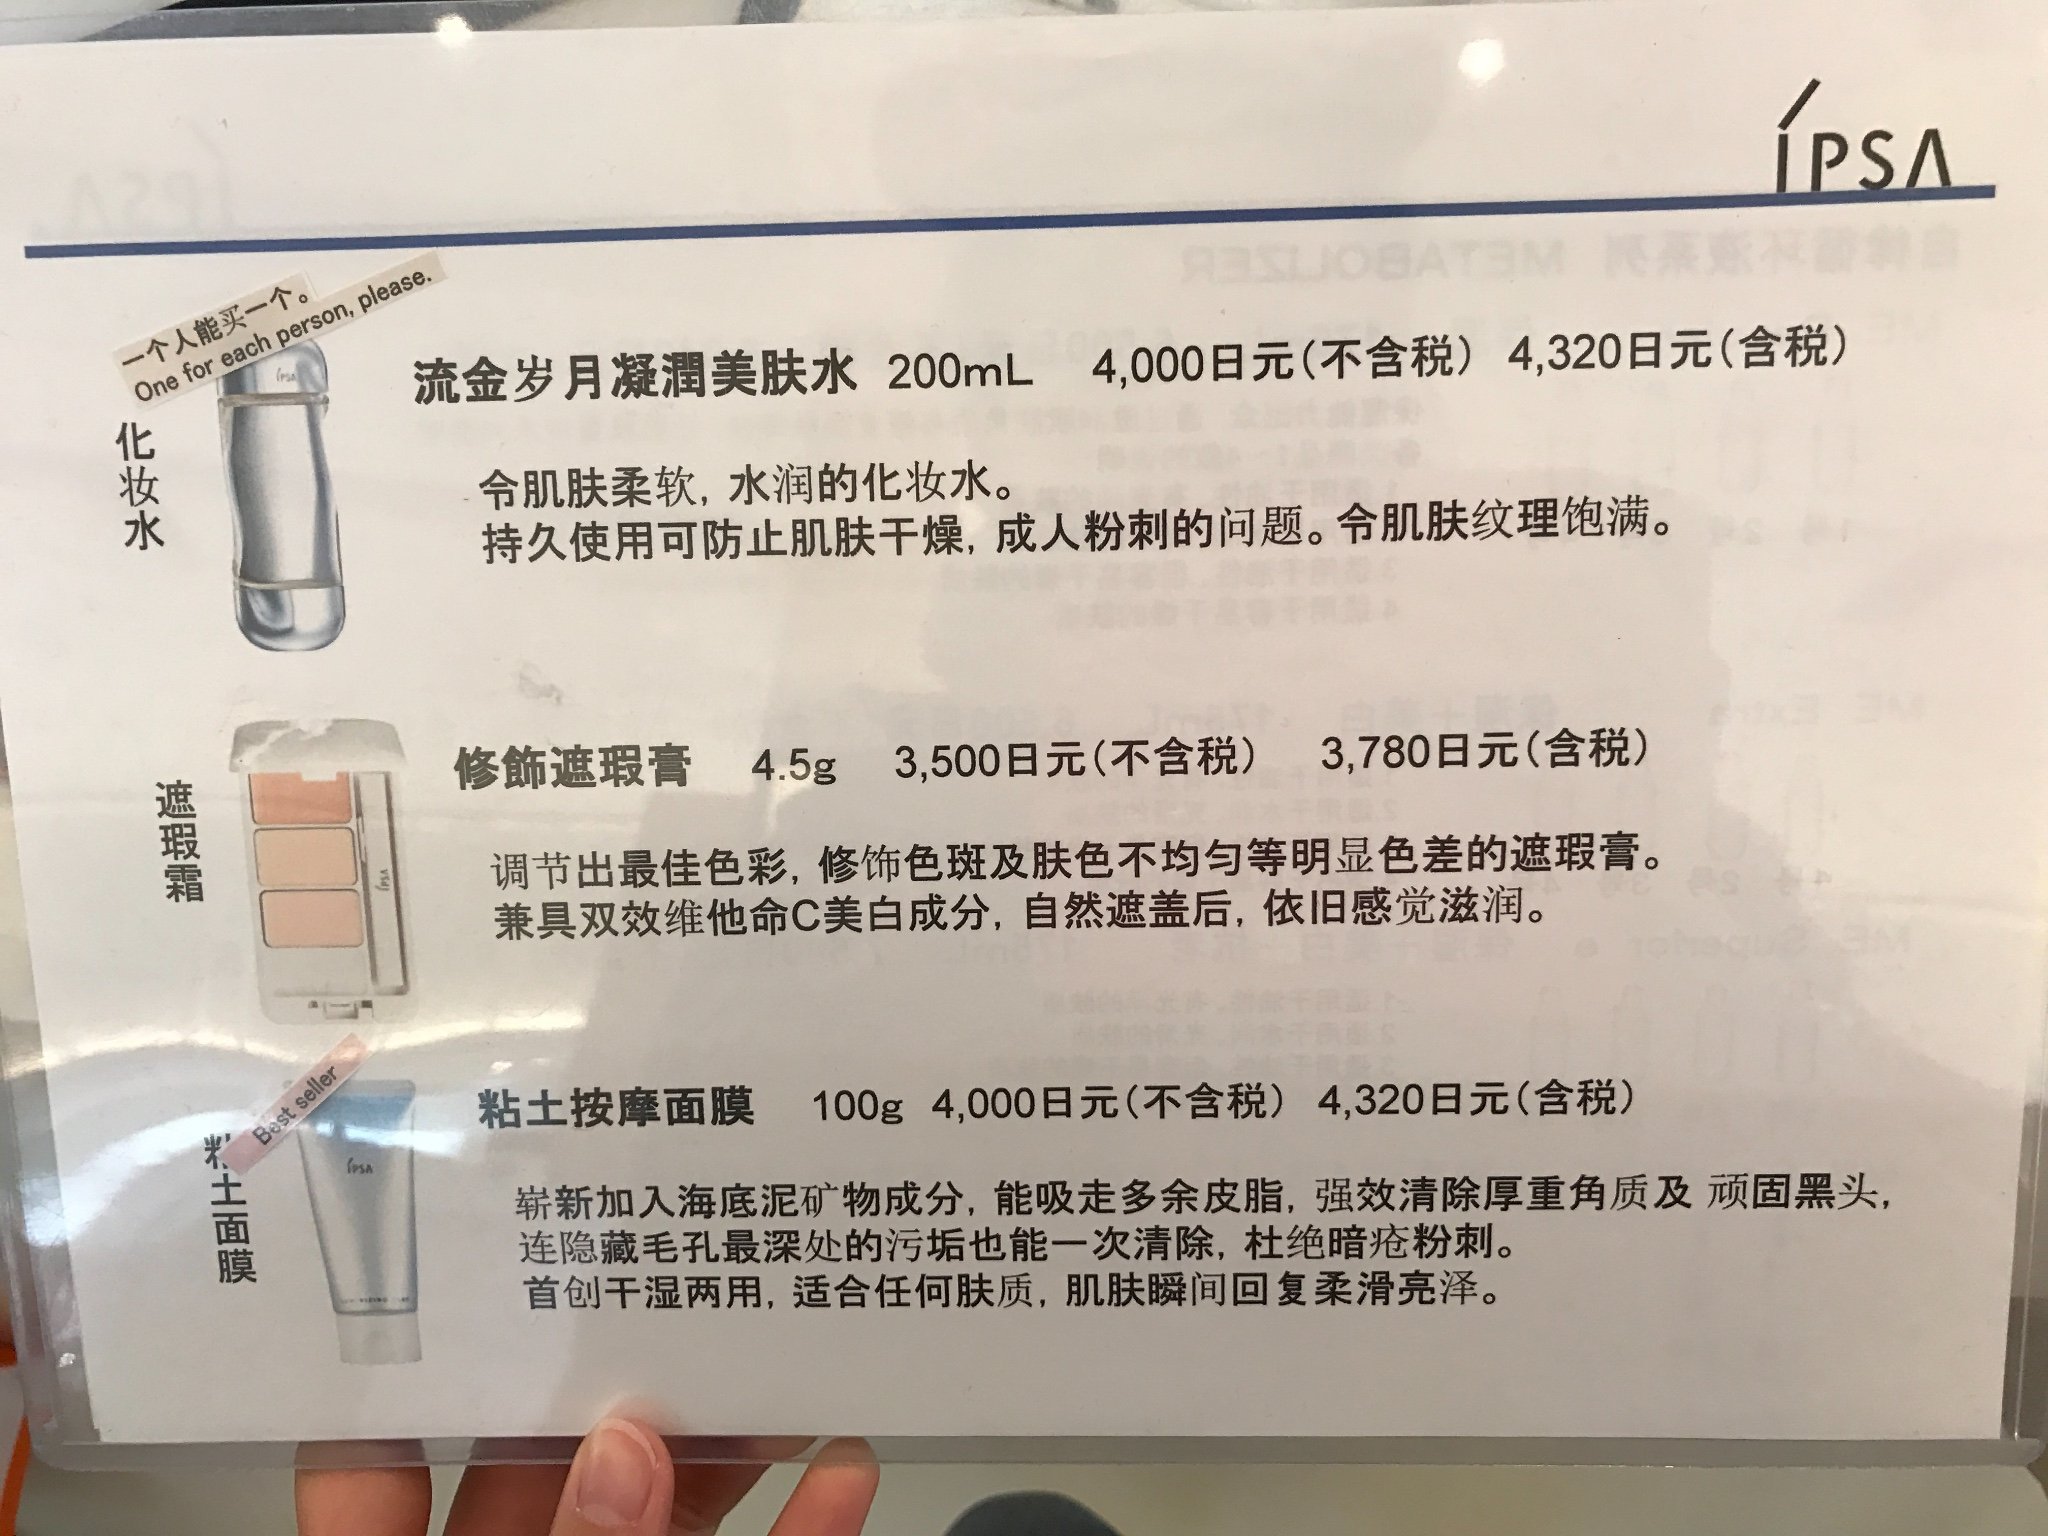 IPSA
一个人能买一个。
One for each person, please.
化妆水
IPSA
流金岁月凝潤美肤水 200mL 4,000日元(不含税) 4,320日元(含税)
令肌肤柔软, 水润的化妆水。
持久使用可防止肌肤干燥, 成人粉刺的问题。令肌肤纹理饱满。
遮瑕霜
IPSA
修飾遮瑕膏 4.5g 3,500日元(不含税) 3,780日元(含税)
调节出最佳色彩, 修饰色斑及肤色不均匀等明显色差的遮瑕膏。
兼具双效维他命C美白成分, 自然遮盖后, 依旧感觉滋润。
Best seller
粘土面膜
IPSA
粘土按摩面膜 100g 4,000日元(不含税) 4,320日元(含税)
崭新加入海底泥矿物成分, 能吸走多余皮脂, 强效清除厚重角质及 顽固黑头,
连隐藏毛孔最深处的污垢也能一次清除, 杜绝暗疮粉刺。
首创干湿两用, 适合任何肤质, 肌肤瞬间回复柔滑亮泽。